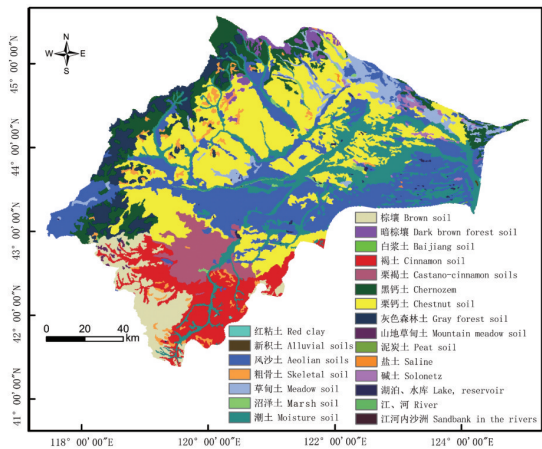 N
W E
S
45° 00′ 00″N
44° 00′ 00″N
43° 00′ 00″N
42° 00′ 00″N
41° 00′ 00″N
棕壤 Brown soil
暗棕壤 Dark brown forest soil
白浆土 Baijiang soil
褐土 Cinnamon soil
栗褐土 Castano-cinnamon soils
黑钙土 Chernozem
栗钙土 Chestnut soil
灰色森林土 Gray forest soil
山地草甸土 Mountain meadow soil
泥炭土 Peat soil
盐土 Saline
碱土 Solonetz
湖泊、水库 Lake, reservoir
江、河 River
江河内沙洲 Sandbank in the rivers
红粘土 Red clay
新积土 Alluvial soils
风沙土 Aeolian soils
粗骨土 Skeletal soil
草甸土 Meadow soil
沼泽土 Marsh soil
潮土 Moisture soil
0 20 40
km
118° 00′ 00″E 120° 00′ 00″E 122° 00′ 00″E 124° 00′ 00″E